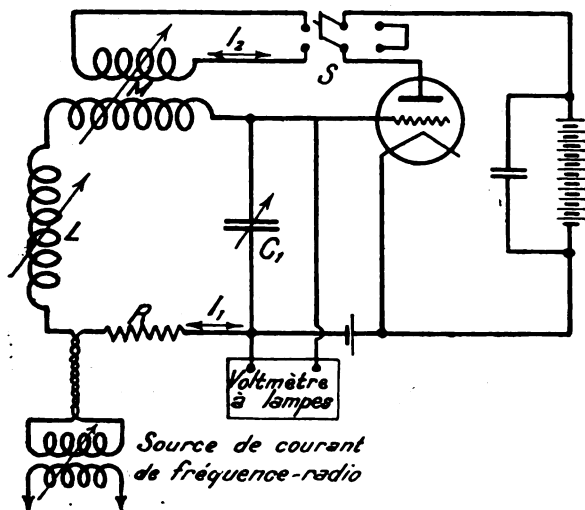 I₂
M
S
L
C₁
R
I₁
Voltmètre
à lampes
Source de courant
de fréquence-radio